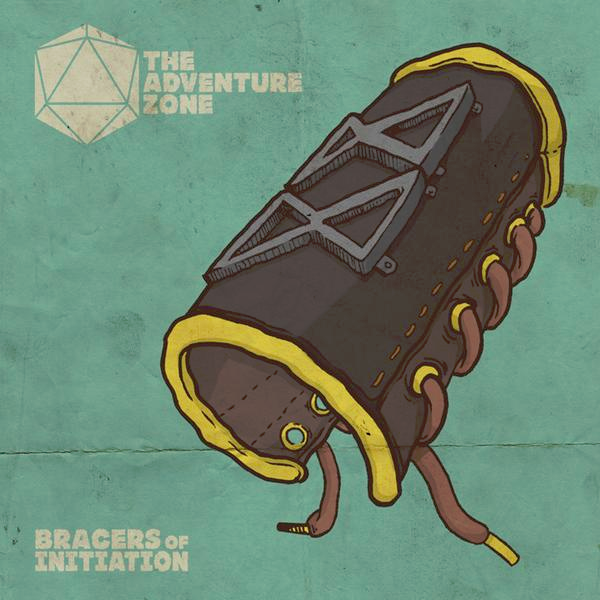 THE
ADVENTURE
ZONE
BRACERS OF
INITIATION